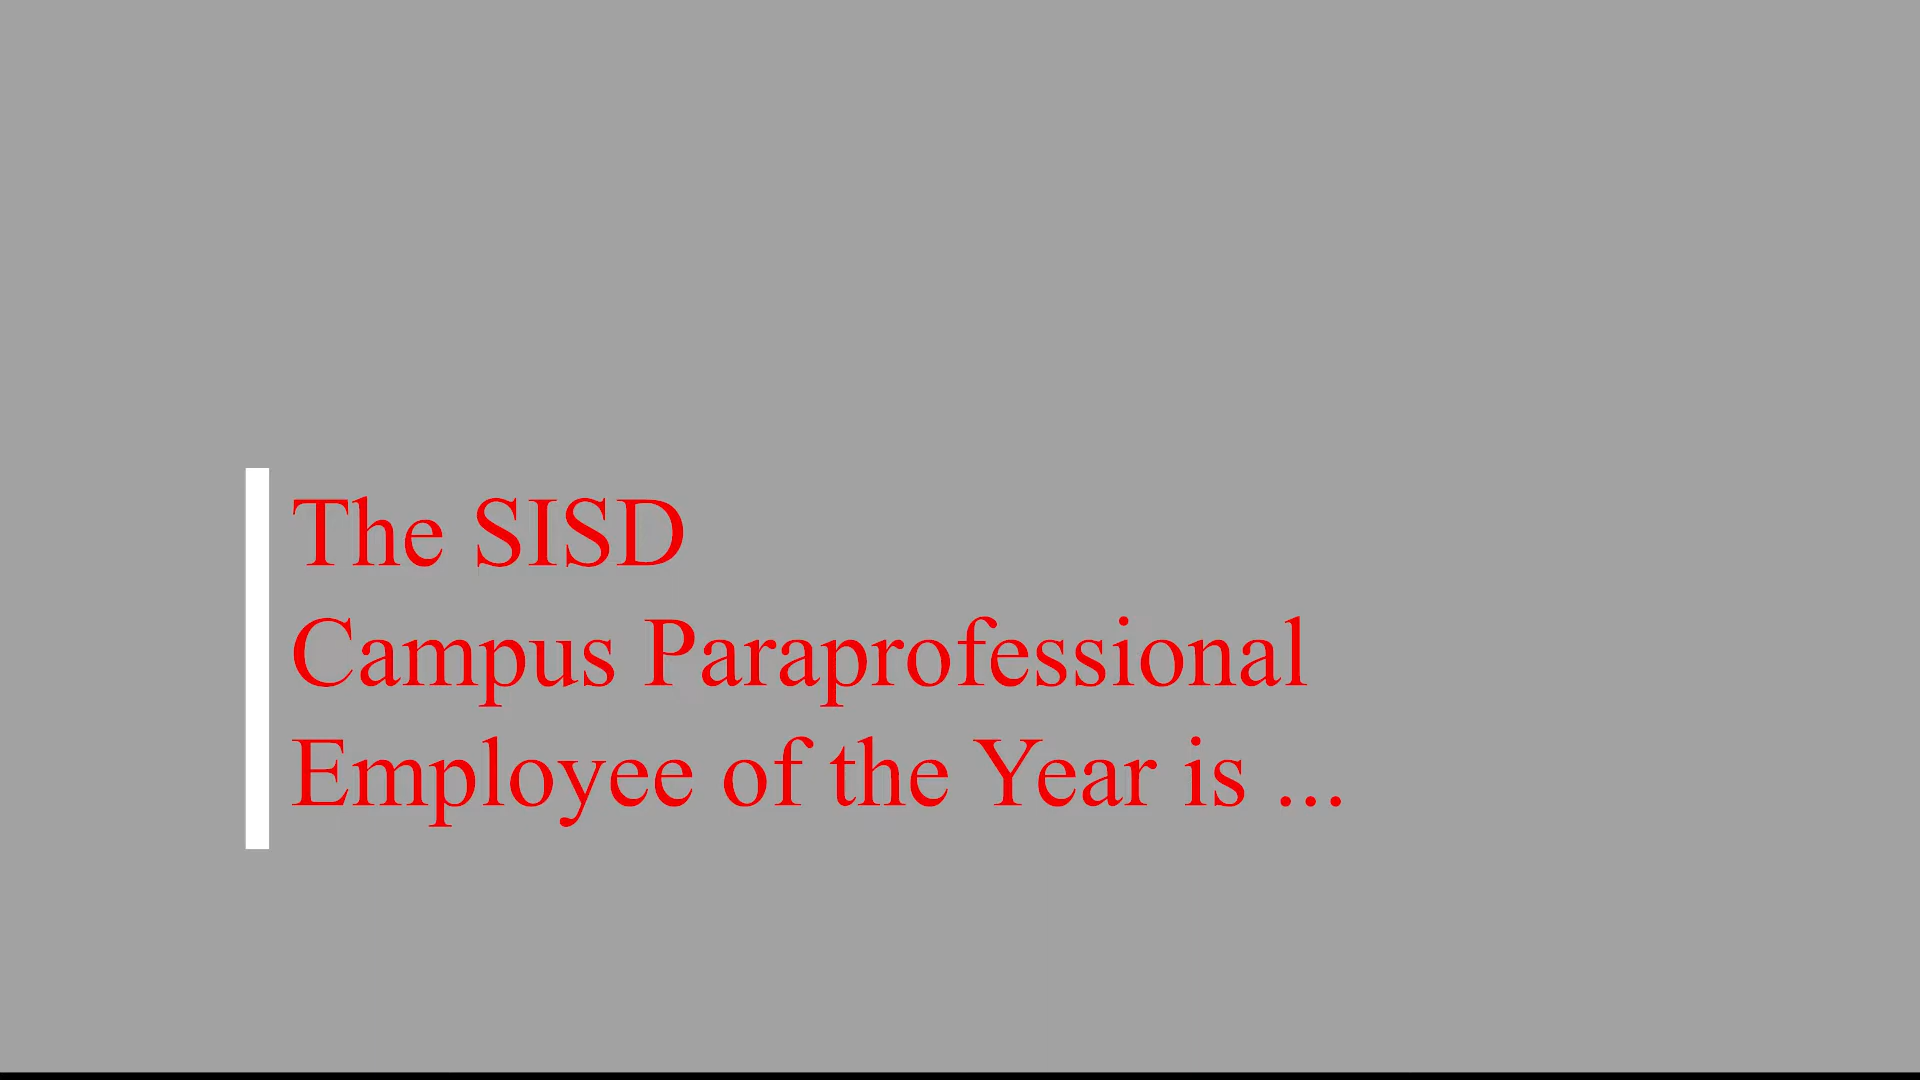 The SISD
Campus Paraprofessional
Employee of the Year is ...